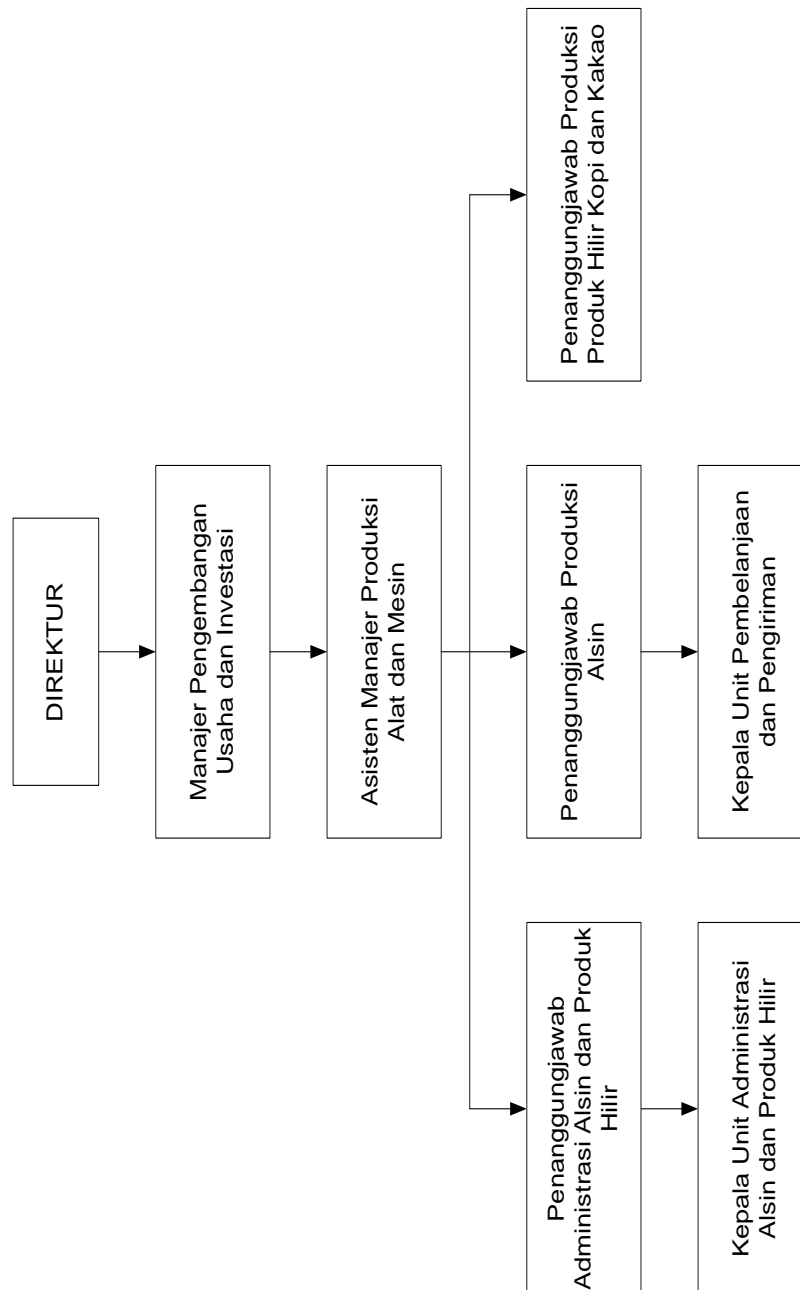 DIREKTUR
Manajer Pengembangan
Usaha dan Investasi
Asisten Manajer Produksi
Alat dan Mesin
Penanggungjawab
Administrasi Alsin dan Produk
Hilir
Penanggungjawab Produksi
Alsin
Penanggungjawab Produksi
Produk Hilir Kopi dan Kakao
Kepala Unit Administrasi
Alsin dan Produk Hilir
Kepala Unit Pembelanjaan
dan Pengiriman